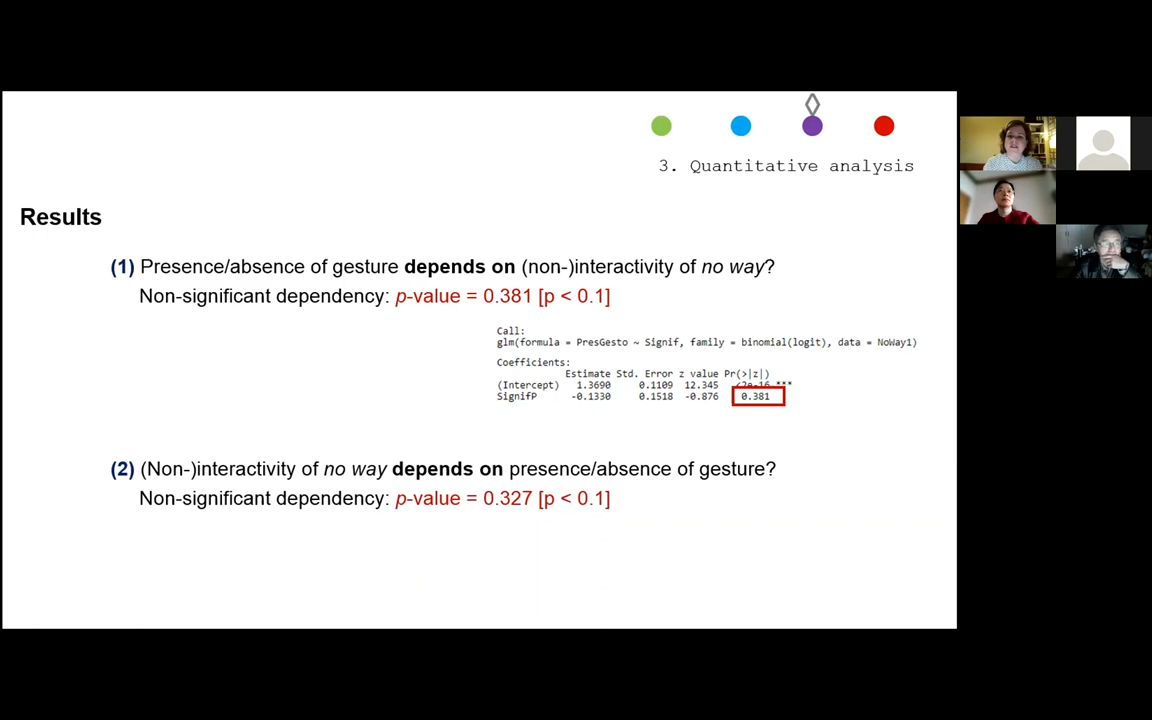 3. Quantitative analysis
Results
(1) Presence/absence of gesture depends on (non-)interactivity of no way?
Non-significant dependency: p-value = 0.381 [p < 0.1]
Call:
glm(formula = PresGesto ~ Signif, family = binomial(logit), data = NoWay1)
Coefficients:
Estimate Std. Error z value Pr(>|z|)
(Intercept) 1.3690 0.1109 12.345 <2e-16 ***
SignifP -0.1330 0.1518 -0.876 0.381
(2) (Non-)interactivity of no way depends on presence/absence of gesture?
Non-significant dependency: p-value = 0.327 [p < 0.1]